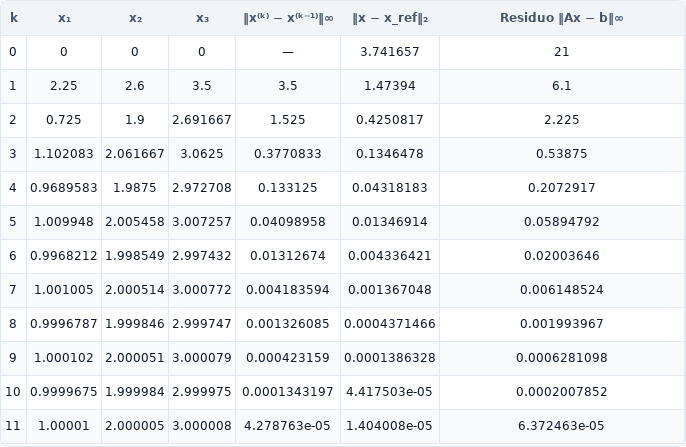 k x₁ x₂ x₃ ‖x⁽ᵏ⁾ − x⁽ᵏ⁻¹⁾‖∞ ‖x − x_ref‖₂ Residuo ‖Ax − b‖∞
0 0 0 0 — 3.741657 21
1 2.25 2.6 3.5 3.5 1.47394 6.1
2 0.725 1.9 2.691667 1.525 0.4250817 2.225
3 1.102083 2.061667 3.0625 0.3770833 0.1346478 0.53875
4 0.9689583 1.9875 2.972708 0.133125 0.04318183 0.2072917
5 1.009948 2.005458 3.007257 0.04098958 0.01346914 0.05894792
6 0.9968212 1.998549 2.997432 0.01312674 0.004336421 0.02003646
7 1.001005 2.000514 3.000772 0.004183594 0.001367048 0.006148524
8 0.9996787 1.999846 2.999747 0.001326085 0.0004371466 0.001993967
9 1.000102 2.000051 3.000079 0.000423159 0.0001386328 0.0006281098
10 0.9999675 1.999984 2.999975 0.0001343197 4.417503e-05 0.0002007852
11 1.00001 2.000005 3.000008 4.278763e-05 1.404008e-05 6.372463e-05